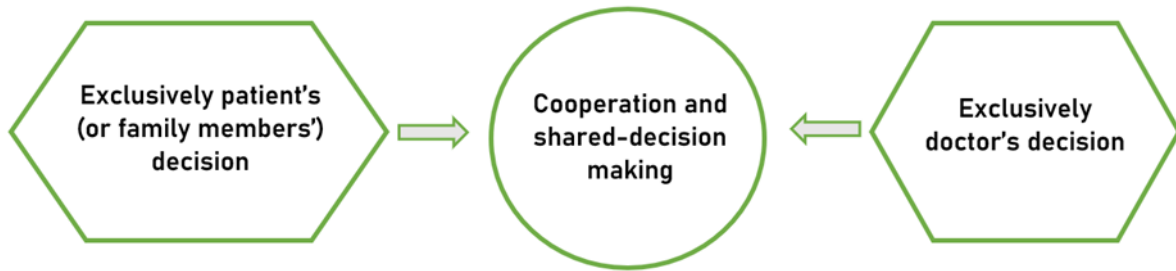 Exclusively patient's
(or family members')
decision
Cooperation and
shared-decision
making
Exclusively
doctor's decision